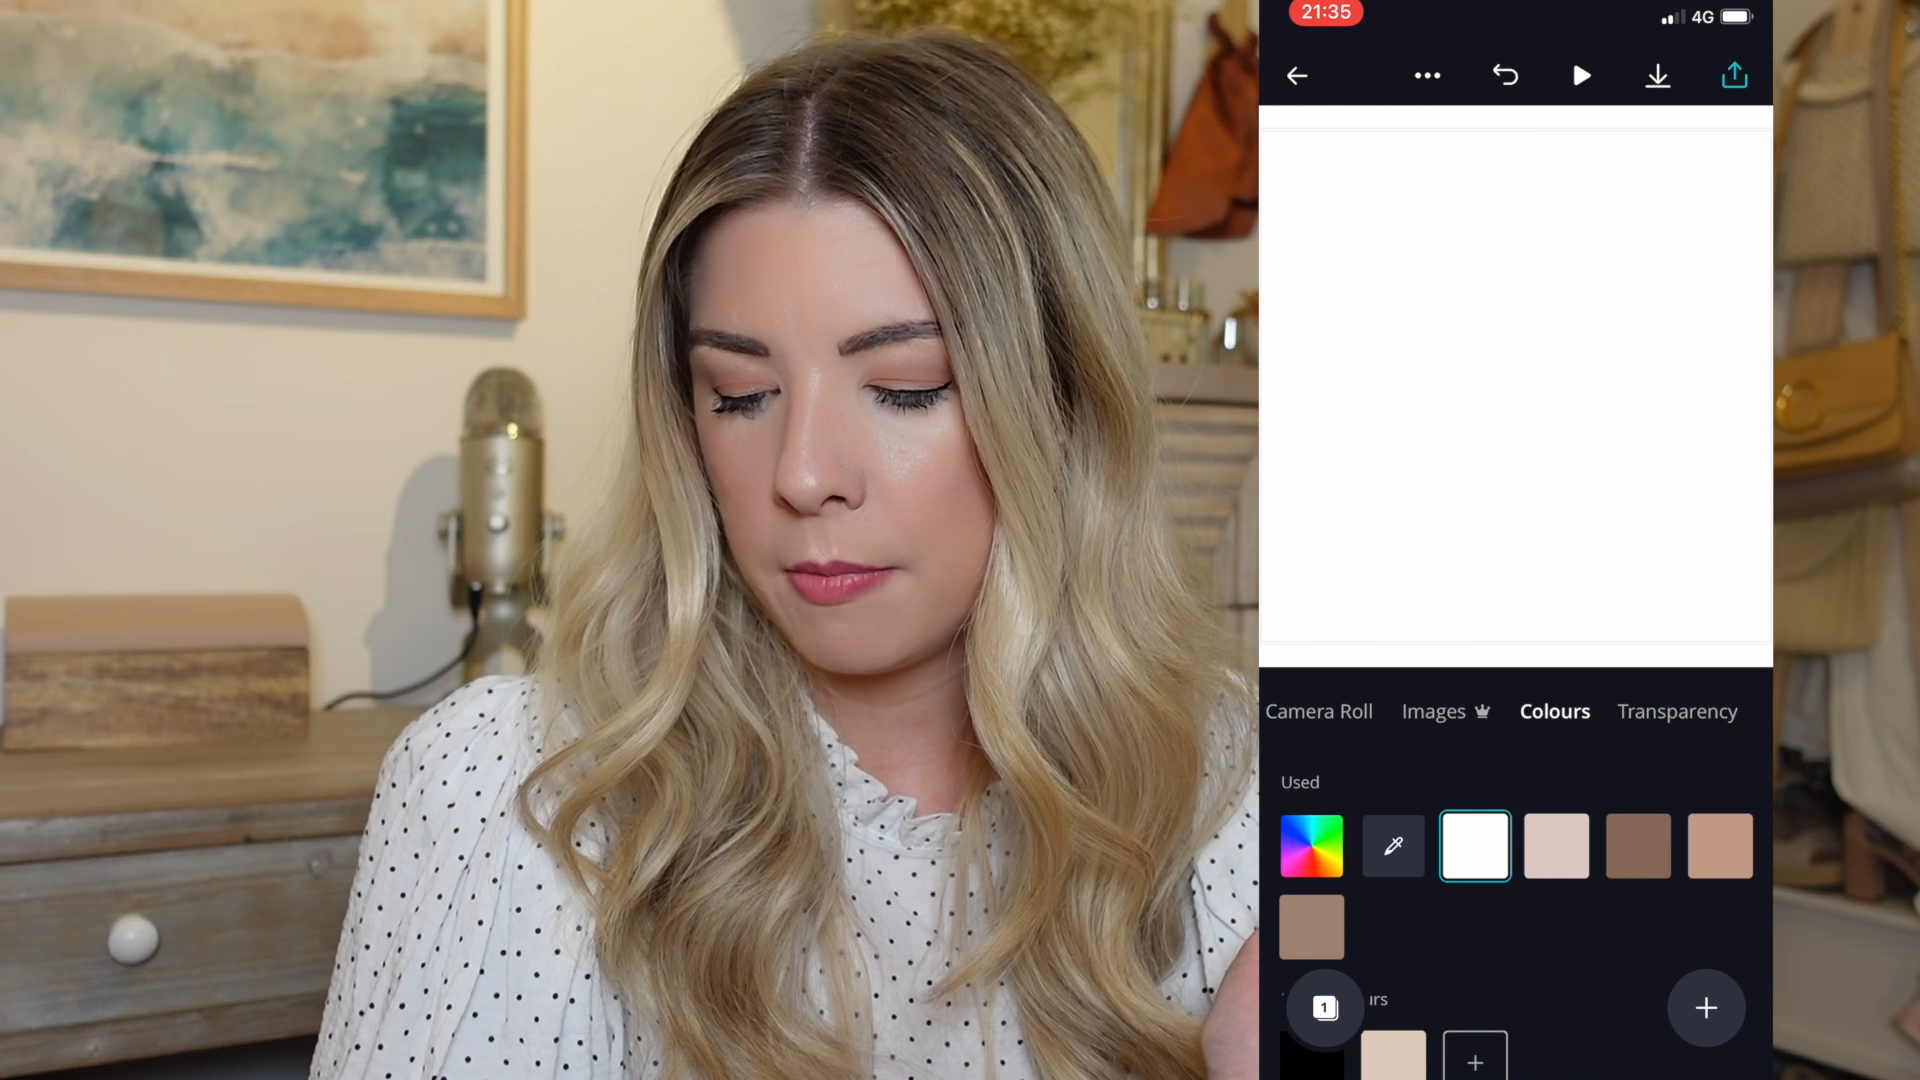 21:35
4G
Camera Roll
Images
Colours
Transparency
Used
1